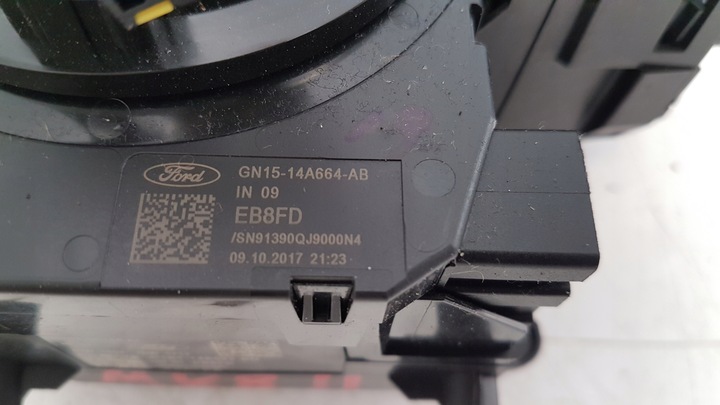 Ford
GN15-14A664-AB
IN 09
EB8FD
/SN91390QJ9000N4
09.10.2017 21:23